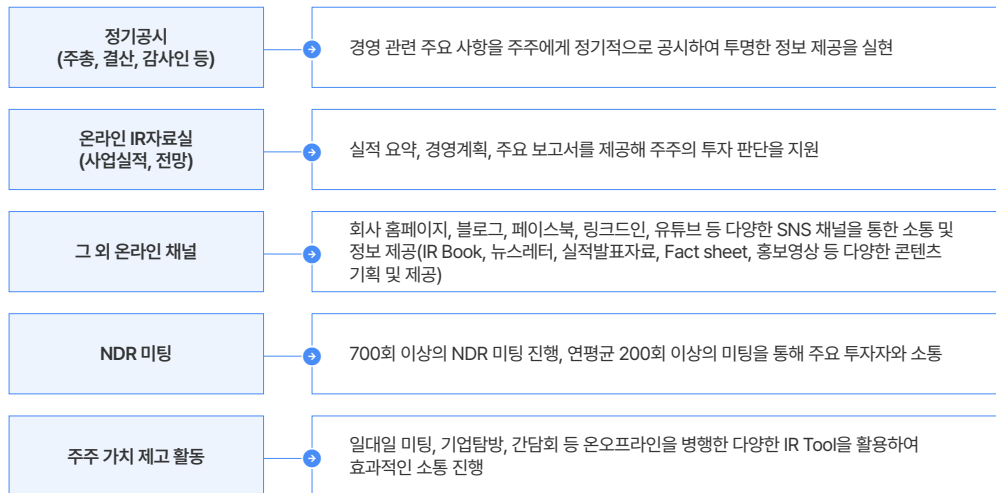 정기공시
(주총, 결산, 감사인 등)
경영 관련 주요 사항을 주주에게 정기적으로 공시하여 투명한 정보 제공을 실현
온라인 IR자료실
(사업실적, 전망)
실적 요약, 경영계획, 주요 보고서를 제공해 주주의 투자 판단을 지원
그 외 온라인 채널
회사 홈페이지, 블로그, 페이스북, 링크드인, 유튜브 등 다양한 SNS 채널을 통한 소통 및
정보 제공(IR Book, 뉴스레터, 실적발표자료, Fact sheet, 홍보영상 등 다양한 콘텐츠
기획 및 제공)
NDR 미팅
700회 이상의 NDR 미팅 진행, 연평균 200회 이상의 미팅을 통해 주요 투자자와 소통
주주 가치 제고 활동
일대일 미팅, 기업탐방, 간담회 등 온오프라인을 병행한 다양한 IR Tool을 활용하여
효과적인 소통 진행